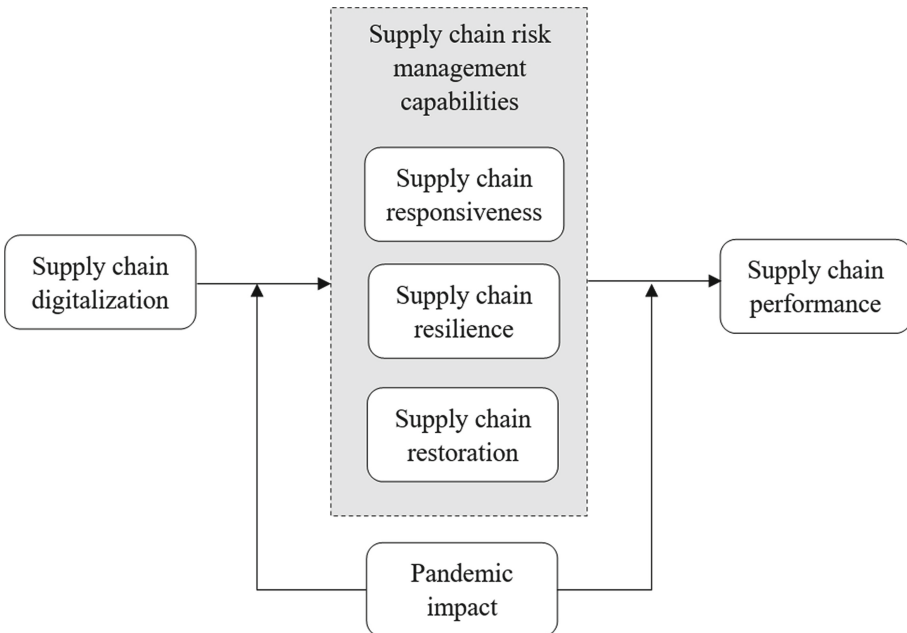 Supply chain risk
management
capabilities
Supply chain
responsiveness
Supply chain
digitalization
Supply chain
resilience
Supply chain
performance
Supply chain
restoration
Pandemic
impact